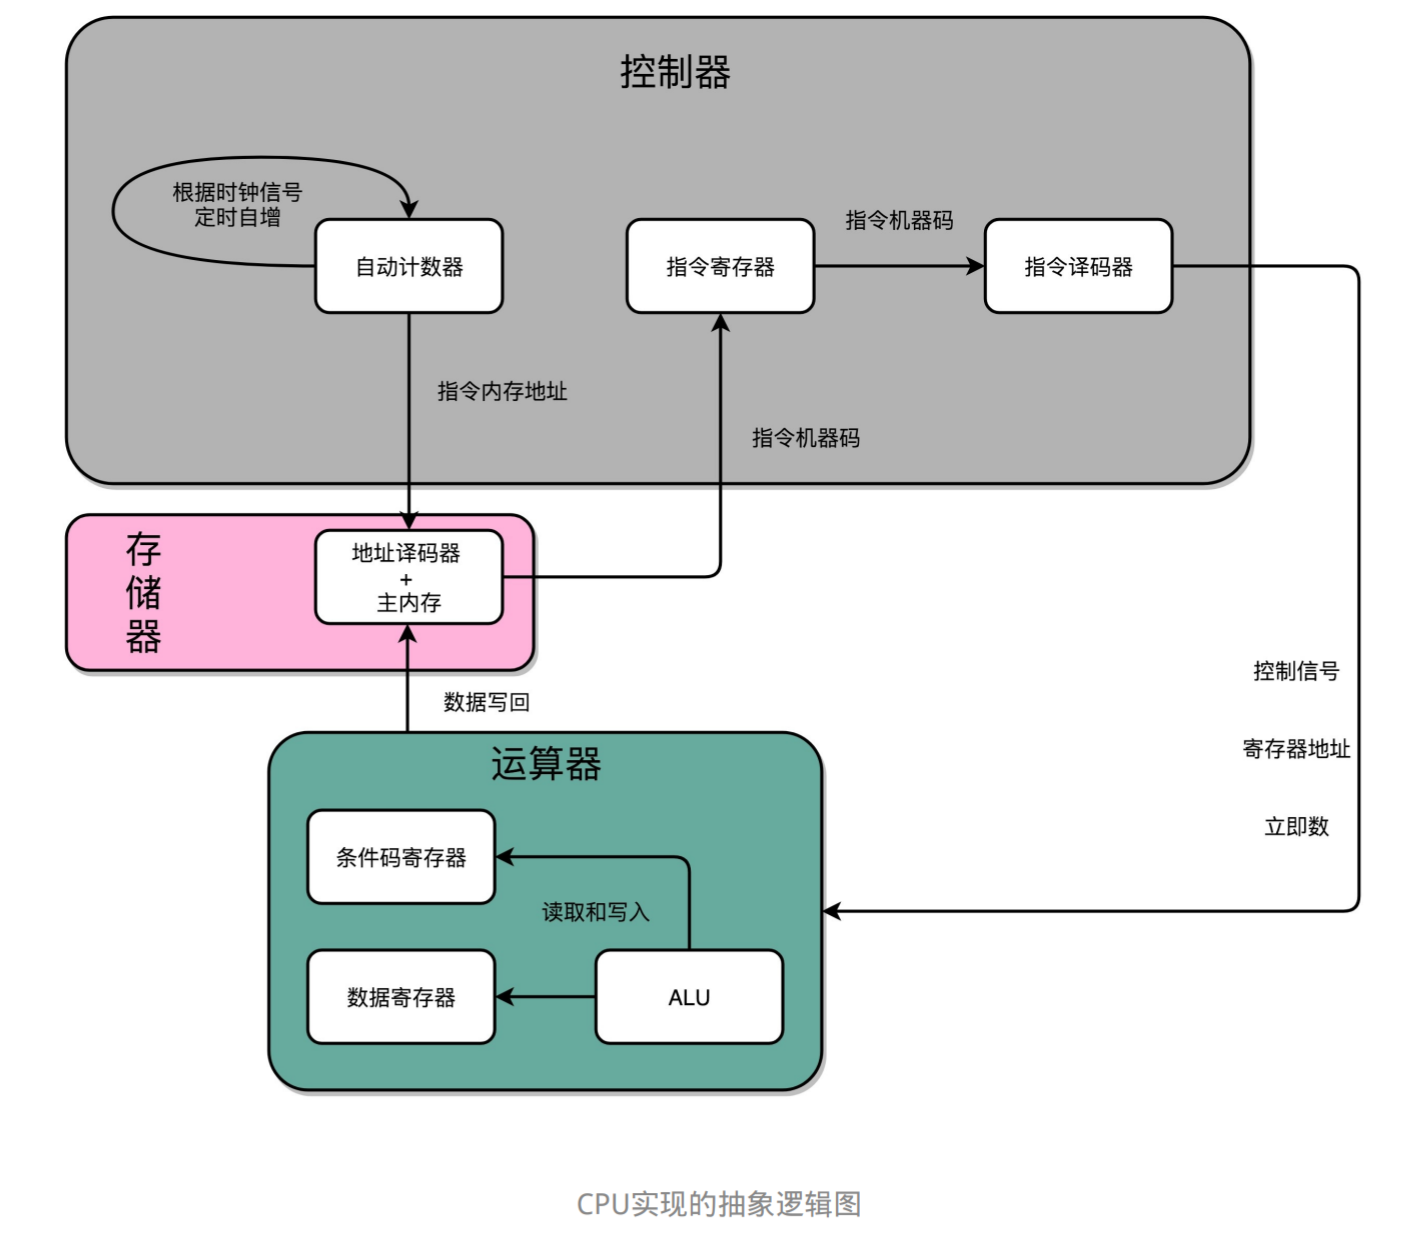 控制器
根据时钟信号
定时自增
自动计数器
指令寄存器
指令机器码
指令译码器
指令内存地址
指令机器码
存
储
器
地址译码器
+
主内存
数据写回
控制信号
寄存器地址
立即数
运算器
条件码寄存器
读取和写入
数据寄存器
ALU
CPU实现的抽象逻辑图